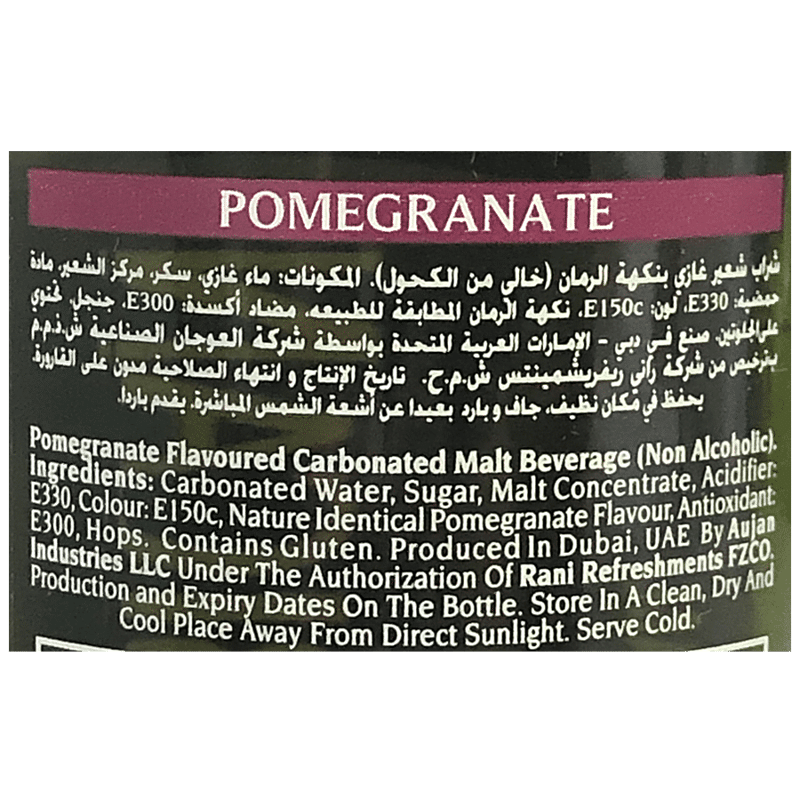 POMEGRANATE
شراب شعير غازي بنكهة الرمان (خالي من الكحول). المكونات: ماء غازي، سكر، مركز الشعير، مادة
حمضية: E330، لون: E150c، نكهة الرمان المطابقة للطبيعه، مضاد أكسدة: E300، جنجل، تحتوي
على الجلوتين. صنع في دبي - الإمارات العربية المتحدة بواسطة شركة العوجان الصناعية ش.ذ.م.م
بترخيص من شركة راني ريفريشمينتس ش.م.ح. تاريخ الإنتاج و انتهاء الصلاحية مدون على القارورة.
يحفظ في مكان نظيف، جاف و بارد بعيدا عن أشعة الشمس المباشرة. يقدم باردا.
Pomegranate Flavoured Carbonated Malt Beverage (Non Alcoholic).
Ingredients: Carbonated Water, Sugar, Malt Concentrate, Acidifier:
E330, Colour: E150c, Nature Identical Pomegranate Flavour, Antioxidant:
E300, Hops. Contains Gluten. Produced In Dubai, UAE By Aujan
Industries LLC Under The Authorization Of Rani Refreshments FZCO.
Production and Expiry Dates On The Bottle. Store In A Clean, Dry And
Cool Place Away From Direct Sunlight. Serve Cold.